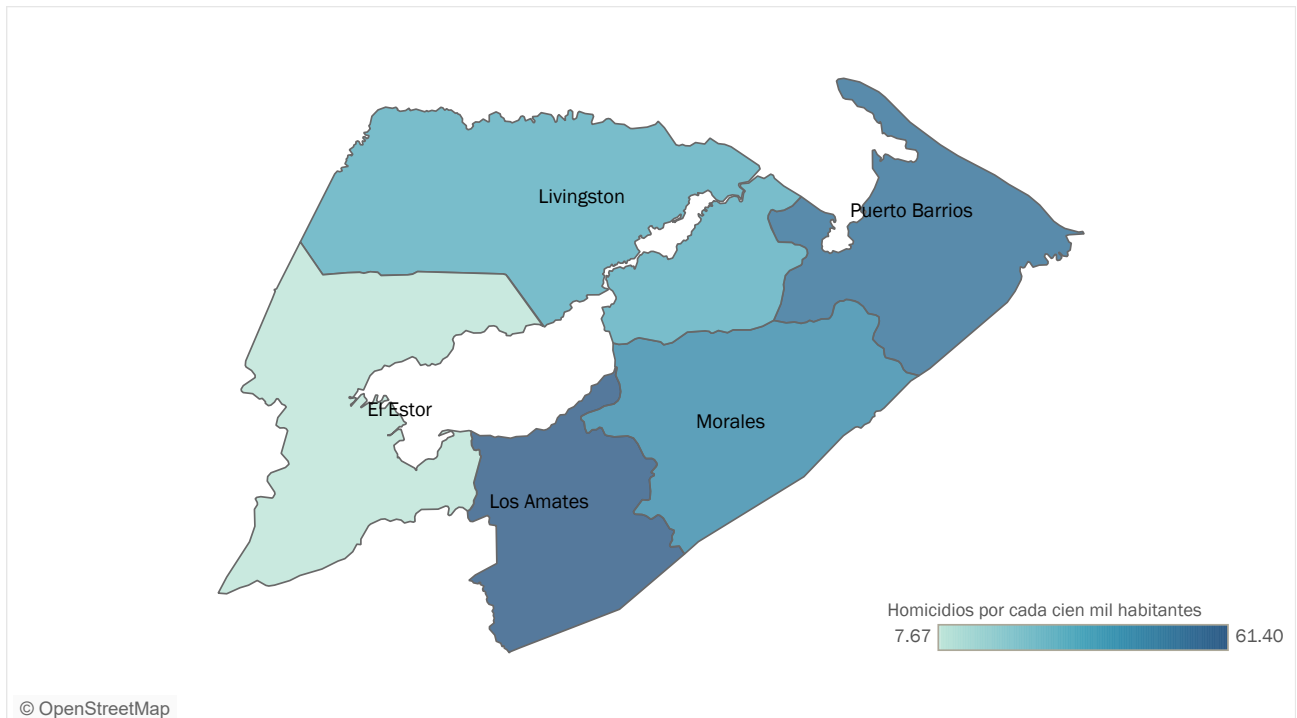 Livingston
Puerto Barrios
El Estor
Morales
Los Amates
Homicidios por cada cien mil habitantes
7.67 61.40
© OpenStreetMap